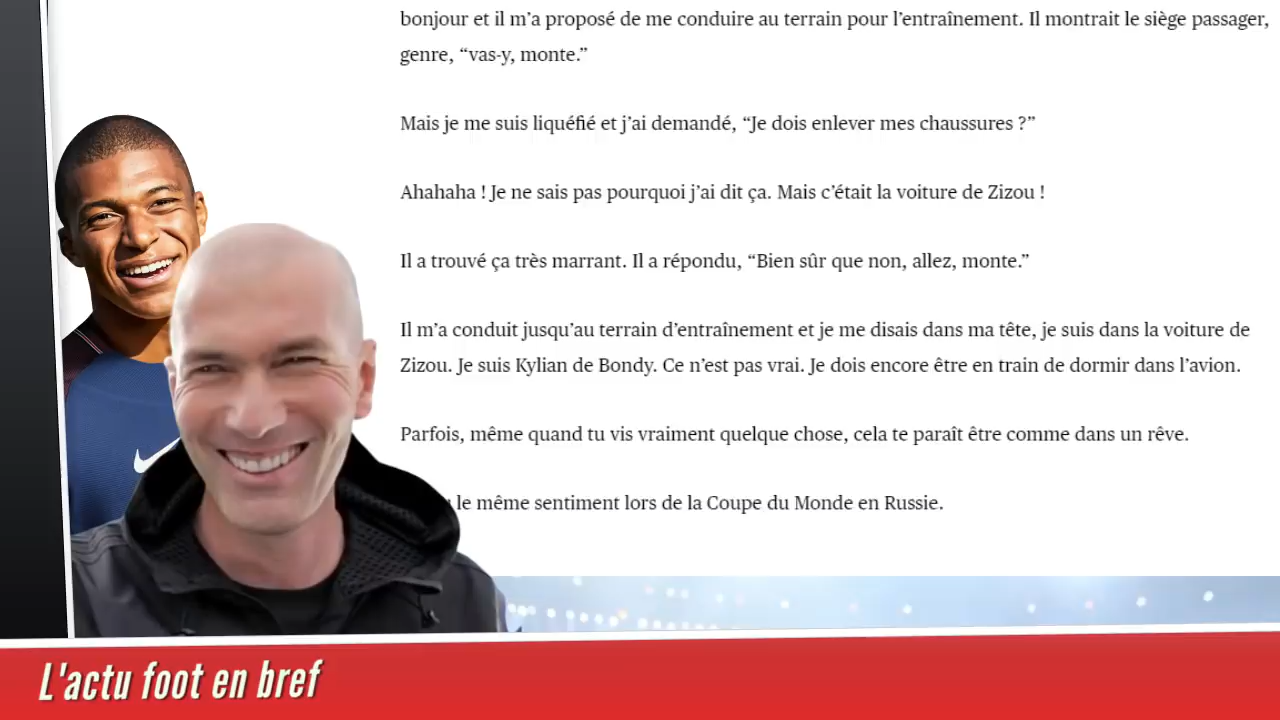 bonjour et il m’a proposé de me conduire au terrain pour l’entraînement. Il montrait le siège passager,
genre, “vas-y, monte.”
Mais je me suis liquéfié et j’ai demandé, “Je dois enlever mes chaussures ?”
Ahahaha ! Je ne sais pas pourquoi j’ai dit ça. Mais c’était la voiture de Zizou !
Il a trouvé ça très marrant. Il a répondu, “Bien sûr que non, allez, monte.”
Il m’a conduit jusqu’au terrain d’entraînement et je me disais dans ma tête, je suis dans la voiture de
Zizou. Je suis Kylian de Bondy. Ce n’est pas vrai. Je dois encore être en train de dormir dans l’avion.
Parfois, même quand tu vis vraiment quelque chose, cela te paraît être comme dans un rêve.
le même sentiment lors de la Coupe du Monde en Russie.
L'actu foot en bref